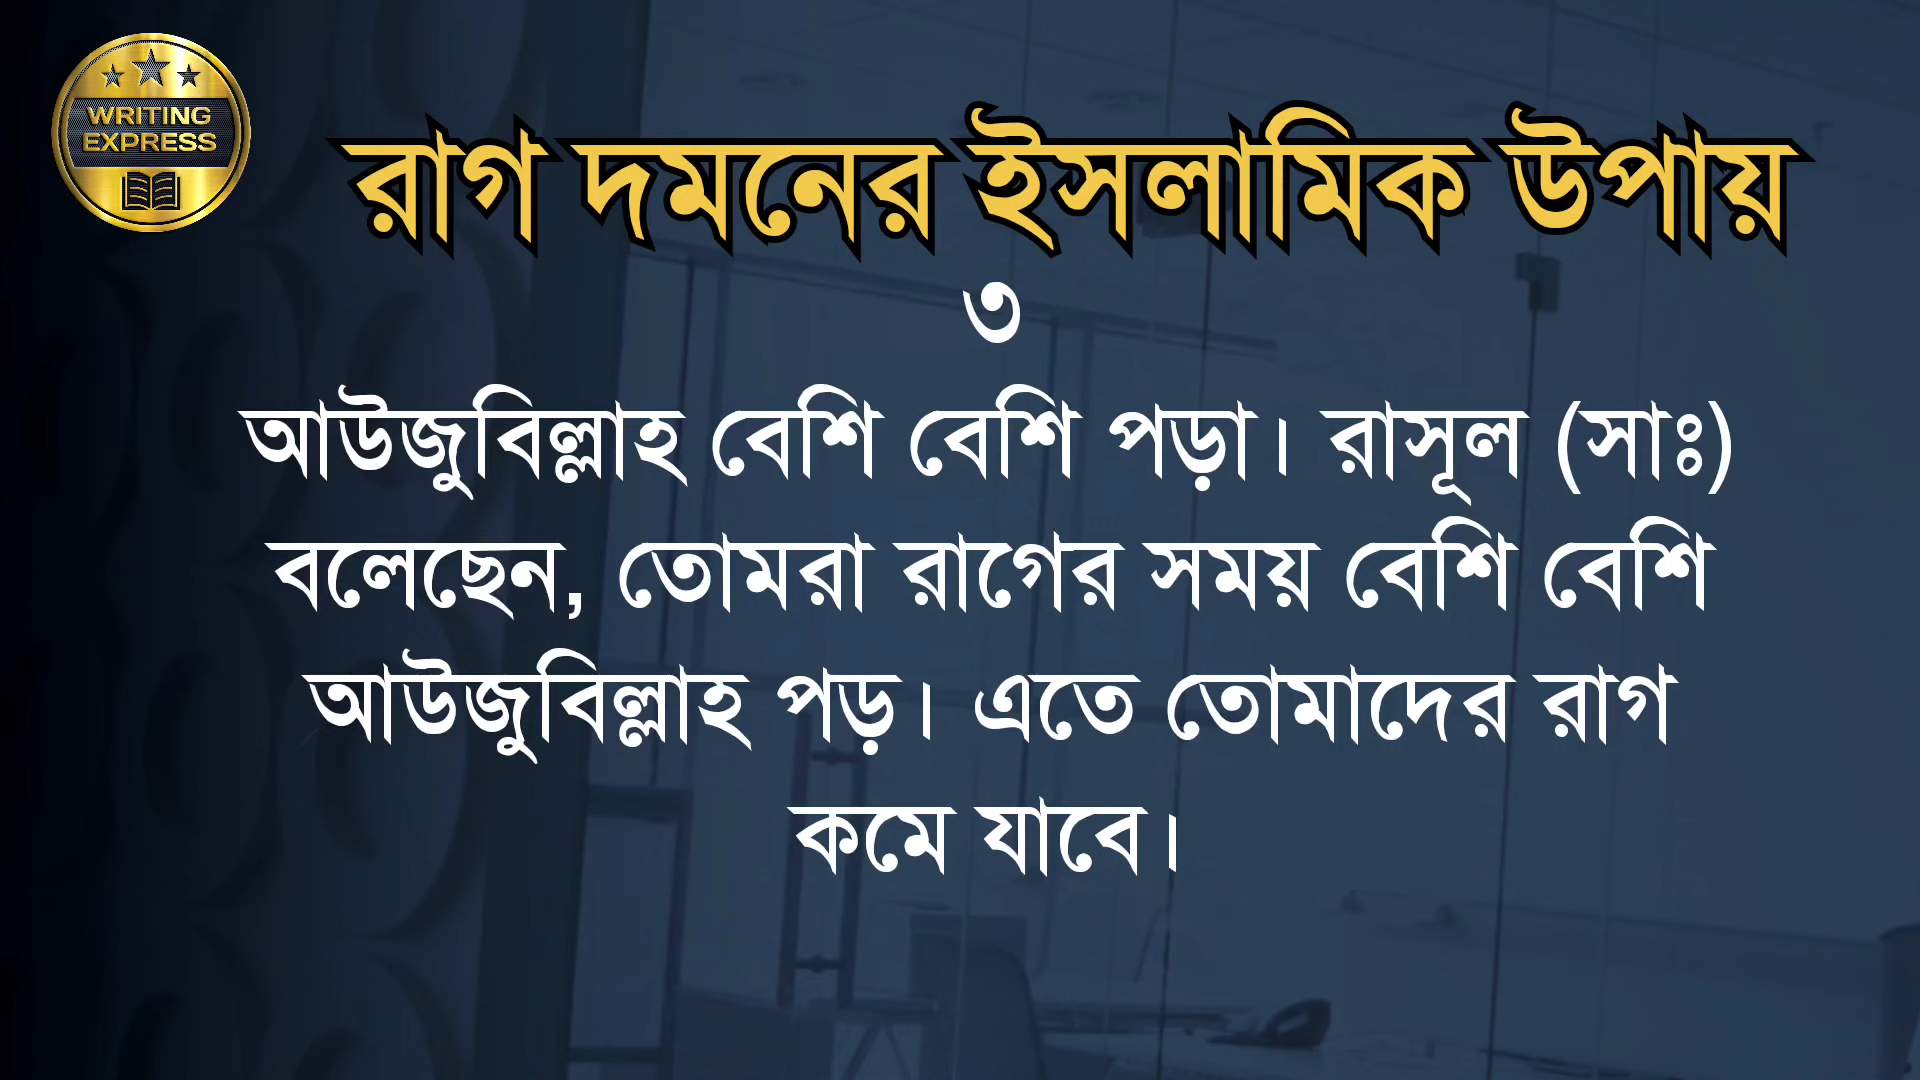 WRITING
EXPRESS
রাগ দমনের ইসলামিক উপায়
৩
আউজুবিল্লাহ বেশি বেশি পড়া। রাসূল (সাঃ)
বলেছেন, তোমরা রাগের সময় বেশি বেশি
আউজুবিল্লাহ পড়। এতে তোমাদের রাগ
কমে যাবে।